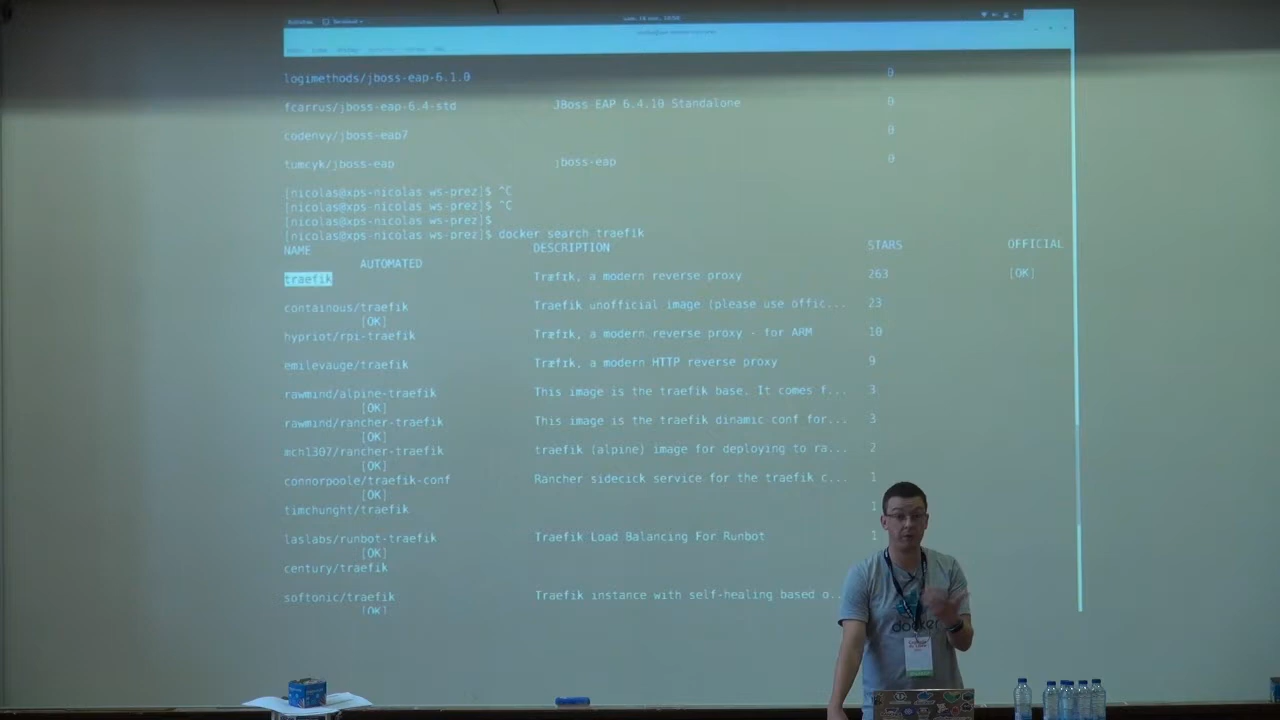 logimethods/jboss-eap-6.1.0 0
fcarrus/jboss-eap-6.4-std JBoss EAP 6.4.10 Standalone 0
codenvy/jboss-eap7 0
tumcyk/jboss-eap jboss-eap 0
[nicolas@xps-nicolas ws-prez]$ ^C
[nicolas@xps-nicolas ws-prez]$ ^C
[nicolas@xps-nicolas ws-prez]$
[nicolas@xps-nicolas ws-prez]$ docker search traefik
NAME DESCRIPTION STARS OFFICIAL
AUTOMATED
traefik Træfɪk, a modern reverse proxy 263 [OK]
containous/traefik Traefik unofficial image (please use offic... 23
[OK]
hypriot/rpi-traefik Træfɪk, a modern reverse proxy - for ARM 10
emilevauge/traefik Træfɪk, a modern HTTP reverse proxy 9
rawmind/alpine-traefik This image is the traefik base. It comes f... 3
[OK]
rawmind/rancher-traefik This image is the traefik dinamic conf for... 3
[OK]
mch1307/rancher-traefik traefik (alpine) image for deploying to ra... 2
[OK]
connorpoole/traefik-conf Rancher sidecick service for the traefik c... 1
[OK]
timchunght/traefik 1
laslabs/runbot-traefik Traefik Load Balancing For Runbot 1
[OK]
century/traefik
softonic/traefik Traefik instance with self-healing based o...
[OK]
docker